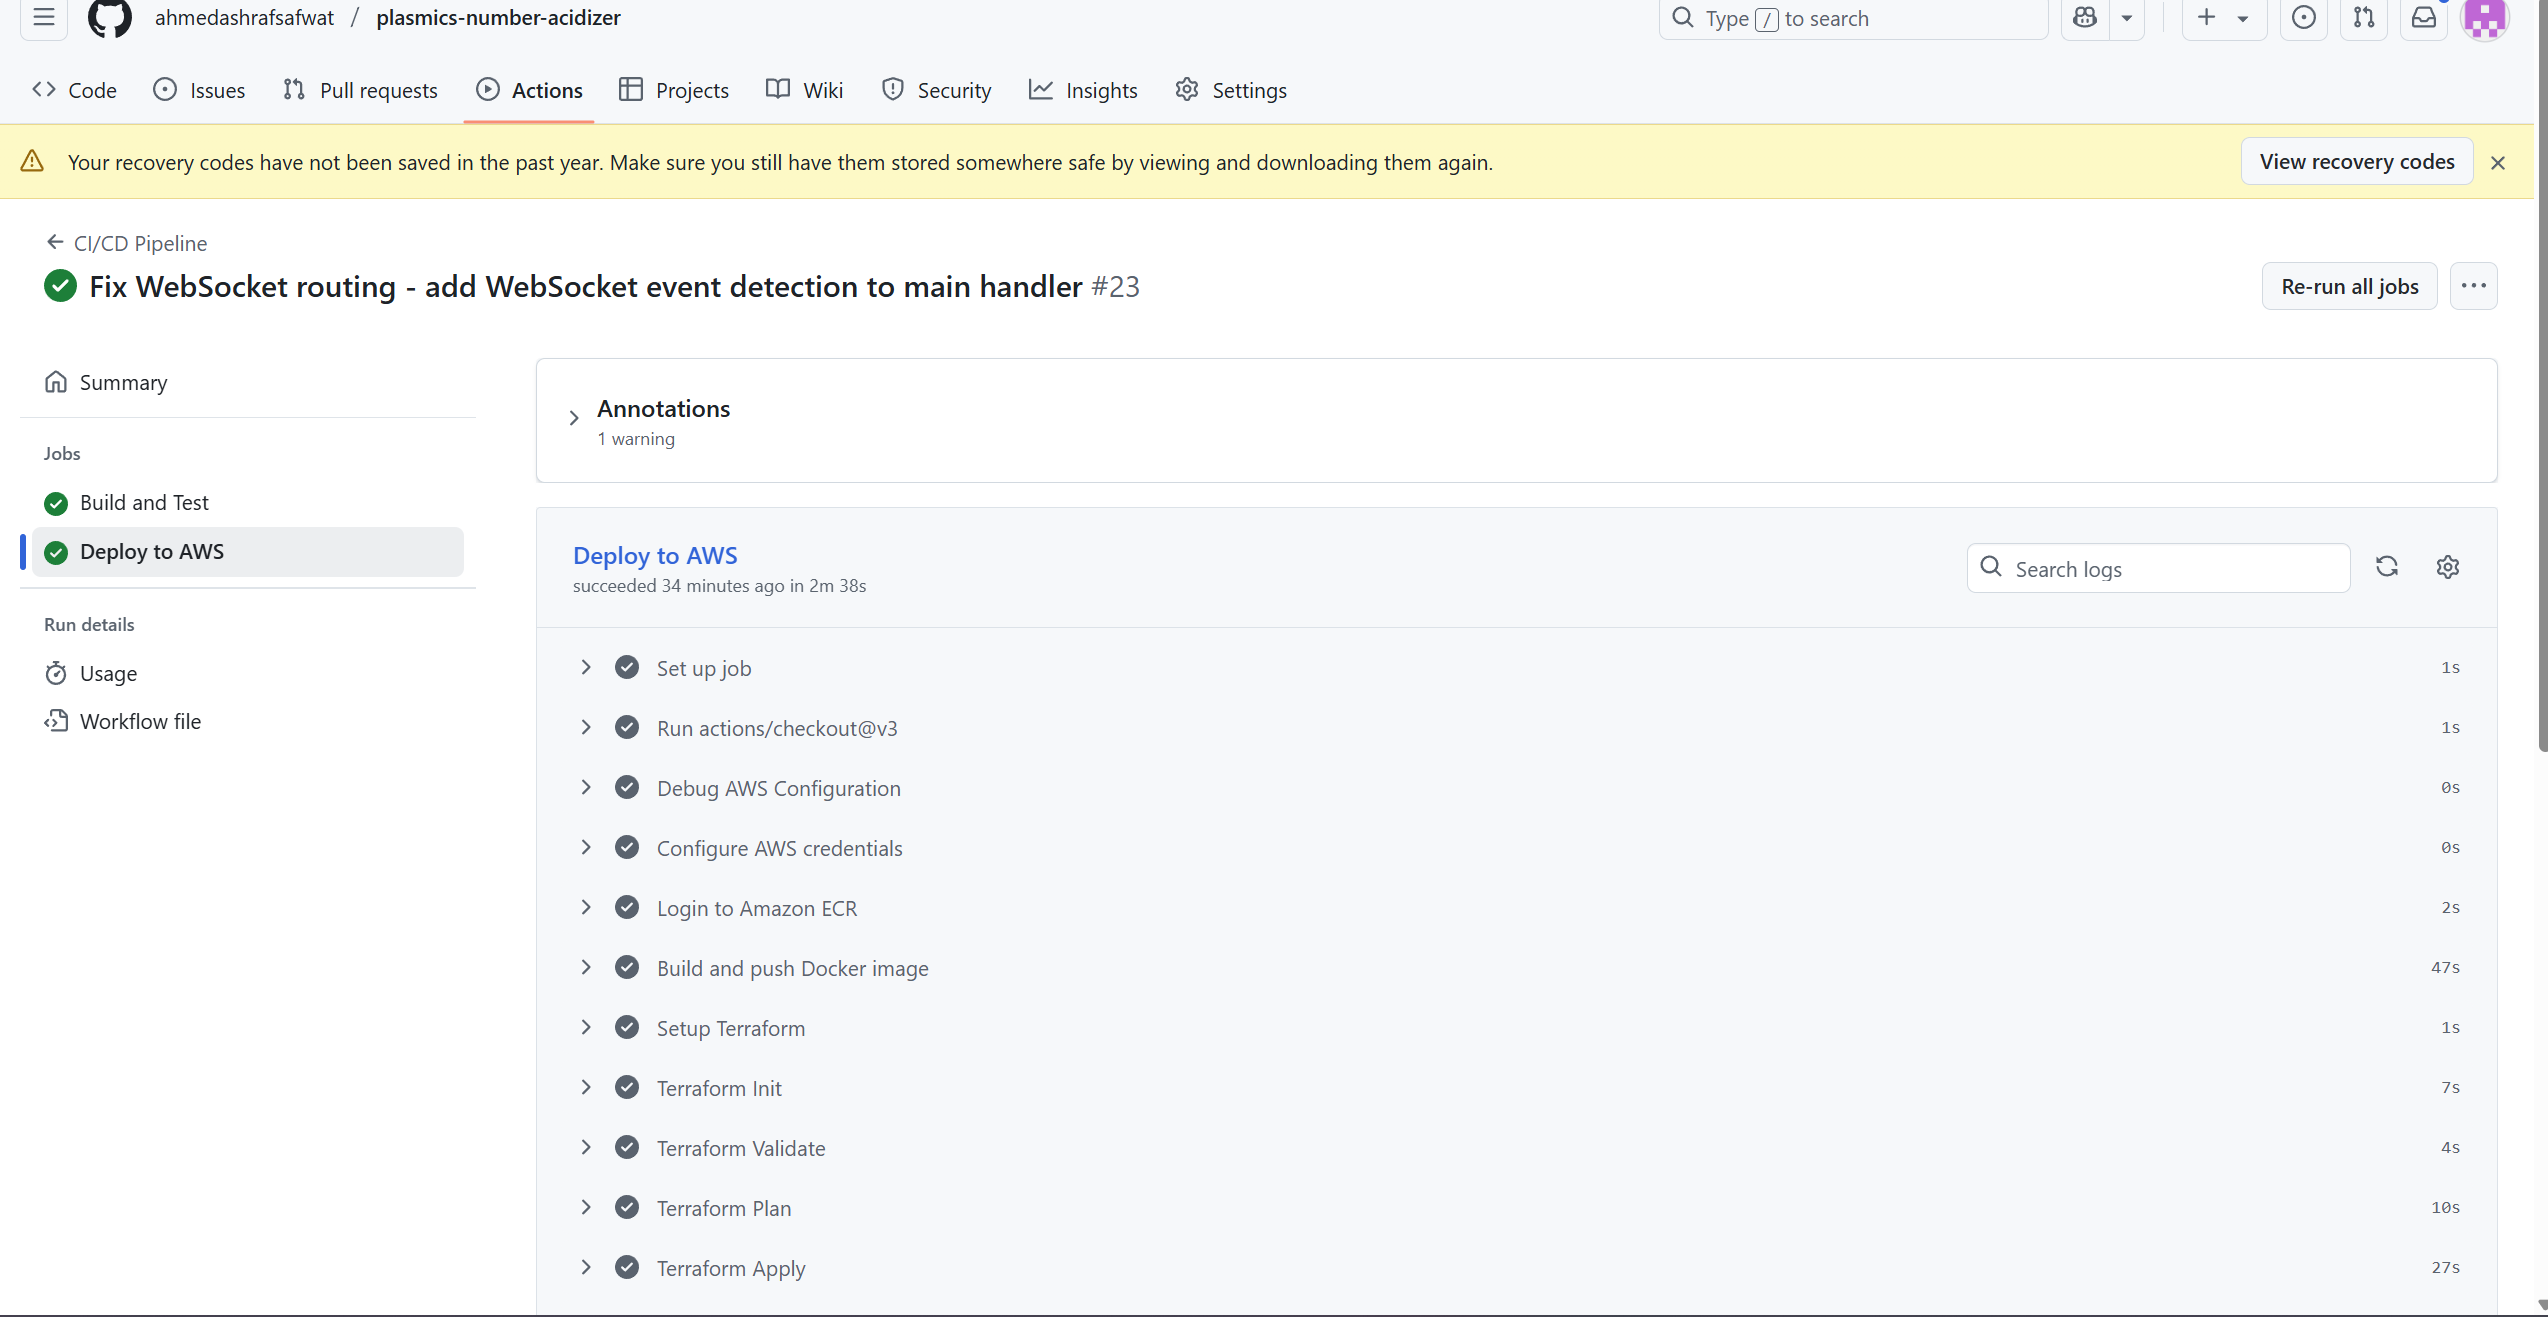 ahmedashrafsafwat / plasmics-number-acidizer
Type / to search
Code Issues Pull requests Actions Projects Wiki Security Insights Settings
Your recovery codes have not been saved in the past year. Make sure you still have them stored somewhere safe by viewing and downloading them again.
View recovery codes
CI/CD Pipeline
Fix WebSocket routing - add WebSocket event detection to main handler #23
Re-run all jobs
Summary
Jobs
Build and Test
Deploy to AWS
Run details
Usage
Workflow file
Annotations
1 warning
Deploy to AWS
succeeded 34 minutes ago in 2m 38s
Search logs
Set up job 1s
Run actions/checkout@v3 1s
Debug AWS Configuration 0s
Configure AWS credentials 0s
Login to Amazon ECR 2s
Build and push Docker image 47s
Setup Terraform 1s
Terraform Init 7s
Terraform Validate 4s
Terraform Plan 10s
Terraform Apply 27s